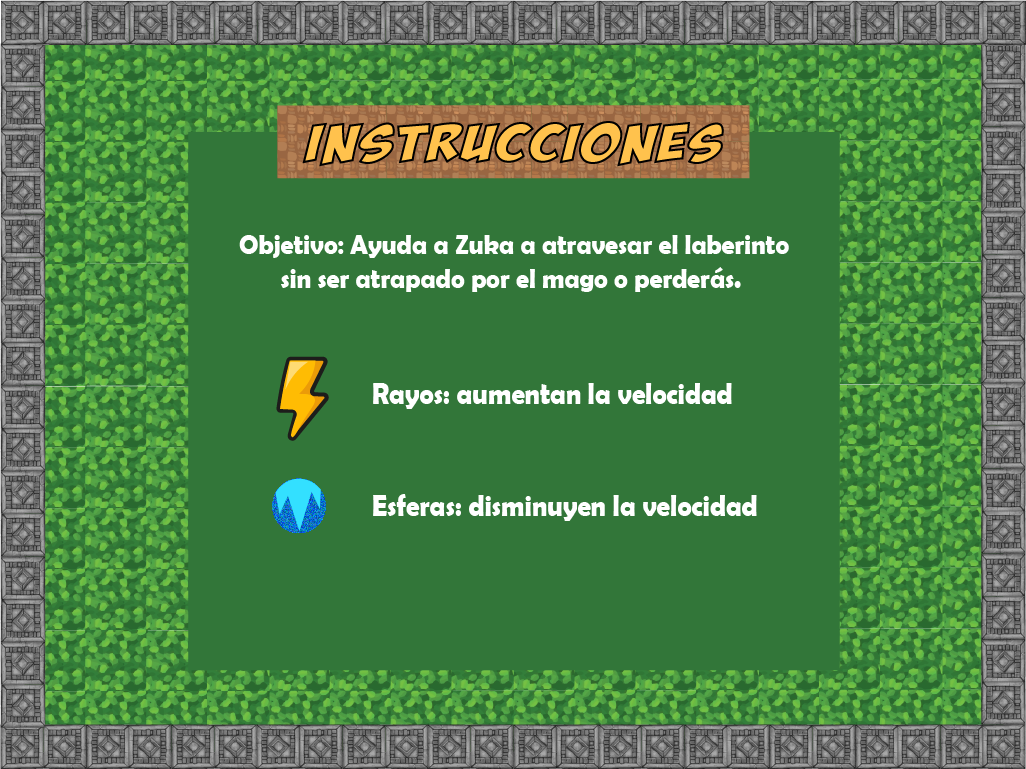 INSTRUCCIONES
Objetivo: Ayuda a Zuka a atravesar el laberinto
sin ser atrapado por el mago o perderás.
Rayos: aumentan la velocidad
Esferas: disminuyen la velocidad